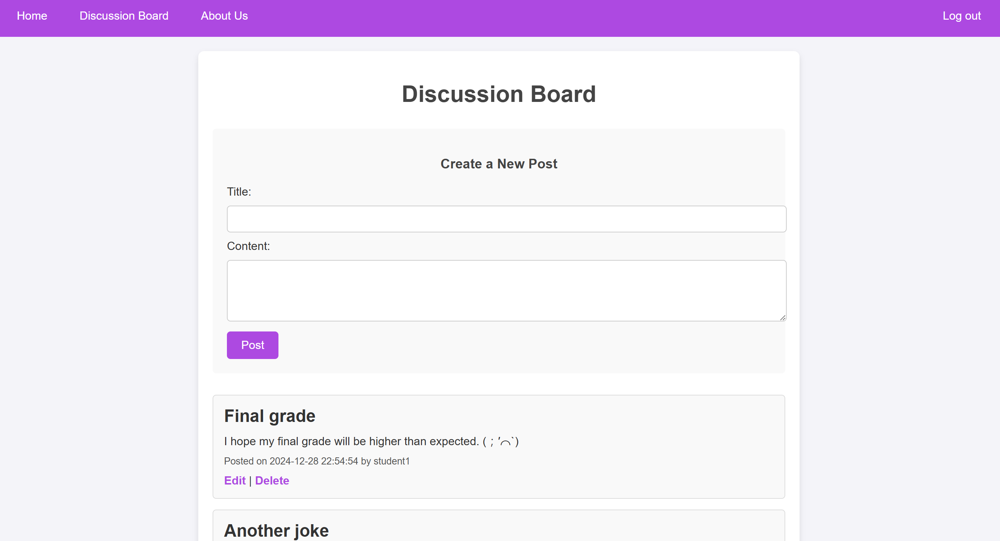 Home Discussion Board About Us Log out
Discussion Board
Create a New Post
Title:
Content:
Post
Final grade
I hope my final grade will be higher than expected. (；′⌒`)
Posted on 2024-12-28 22:54:54 by student1
Edit | Delete
Another joke